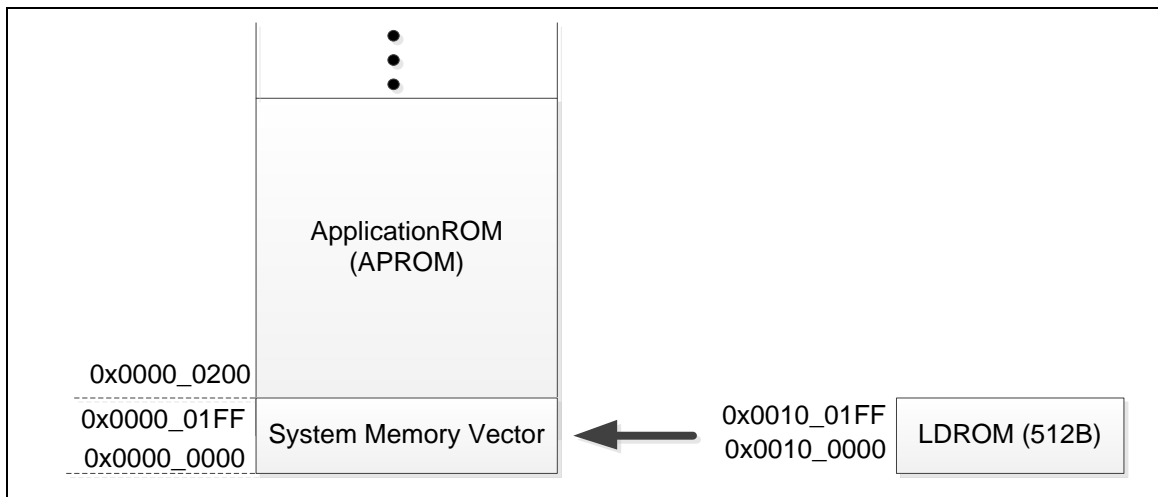 ApplicationROM
(APROM)
0x0000_0200
0x0000_01FF
System Memory Vector
0x0000_0000
0x0010_01FF
0x0010_0000
LDROM (512B)